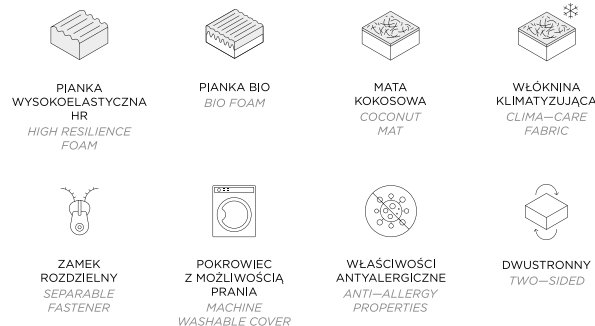 PIANKA
WYSOKOELASTYCZNA
HR
HIGH RESILIENCE
FOAM
PIANKA BIO
BIO FOAM
MATA
KOKOSOWA
COCONUT
MAT
WŁÓKNINA
KLIMATYZUJĄCA
CLIMA—CARE
FABRIC
ZAMEK
ROZDZIELNY
SEPARABLE
FASTENER
POKROWIEC
Z MOŻLIWOŚCIĄ
PRANIA
MACHINE
WASHABLE COVER
WŁAŚCIWOŚCI
ANTYALERGICZNE
ANTI—ALLERGY
PROPERTIES
DWUSTRONNY
TWO—SIDED